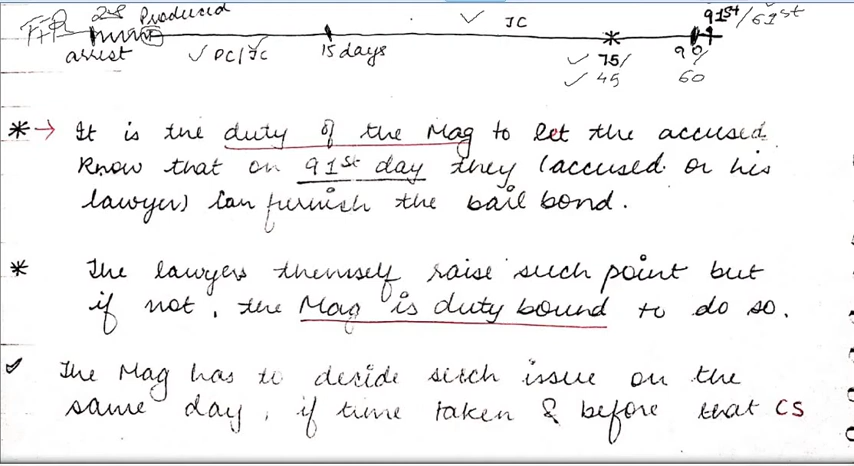 Produced
JC
91st/61st
FIR
arrest
✓ PC/JC
15 days
✓ 75/
90/
✓ 45
60
* → It is the duty of the Mag to let the accused
know that on 91st day they (accused or his
lawyer) can furnish the bail bond.
* The lawyers themself raise such point but
if not, the Mag is duty bound to do so.
✓ The Mag has to decide such issue on the
same day, if time taken & before that CS